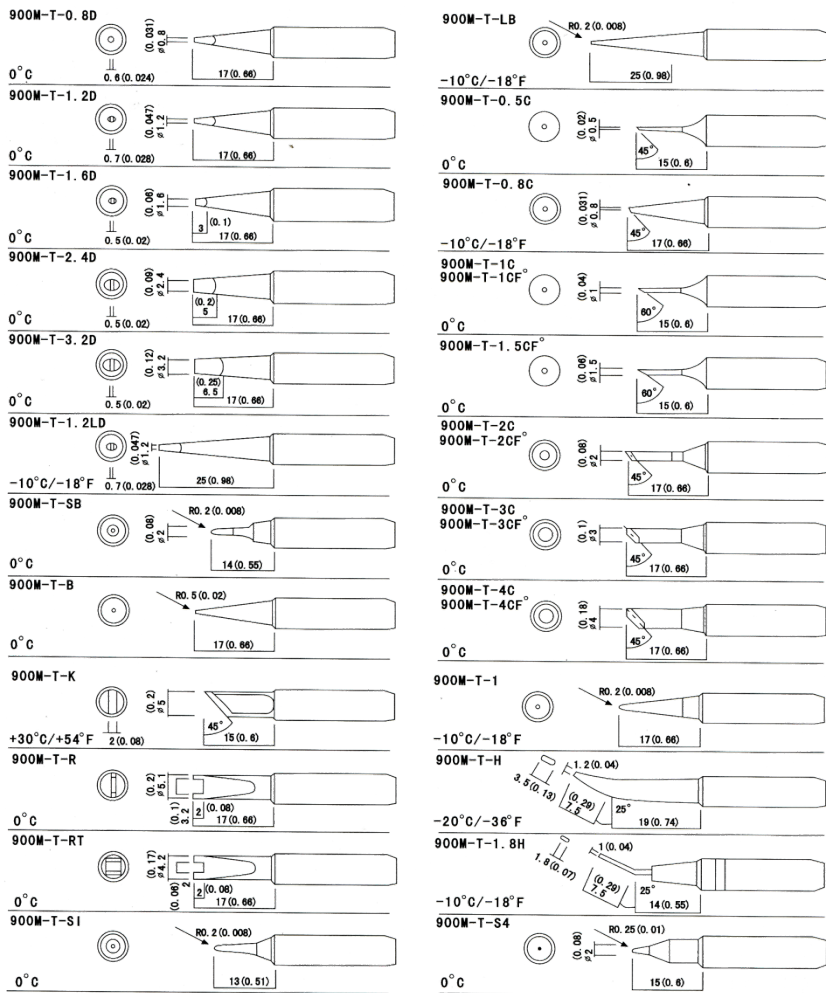 900M-T-0.8D
(0.031)
ø0.8
0.6(0.024)
17(0.66)
0°C
900M-T-1.2D
(0.047)
ø1.2
0.7(0.028)
17(0.66)
0°C
900M-T-1.6D
(0.06)
ø1.6
3
(0.1)
0.5(0.02)
17(0.66)
0°C
900M-T-2.4D
(0.09)
ø2.4
(0.2)
5
0.5(0.02)
17(0.66)
0°C
900M-T-3.2D
(0.12)
ø3.2
(0.25)
6.5
0.5(0.02)
17(0.66)
0°C
900M-T-1.2LD
(0.047)
ø1.2
0.7(0.028)
25(0.98)
-10°C/-18°F
900M-T-SB
R0.2(0.008)
(0.08)
ø2
14(0.55)
0°C
900M-T-B
R0.5(0.02)
17(0.66)
0°C
900M-T-K
(0.2)
ø5
45°
2(0.08)
15(0.6)
+30°C/+54°F
900M-T-R
(0.2)
ø5.1
(0.1)
3.2
2
(0.08)
17(0.66)
0°C
900M-T-RT
(0.17)
ø4.2
(0.08)
2
2
(0.08)
17(0.66)
0°C
900M-T-SI
R0.2(0.008)
13(0.51)
0°C
900M-T-LB
R0.2(0.008)
25(0.98)
-10°C/-18°F
900M-T-0.5C
(0.02)
ø0.5
45°
15(0.6)
0°C
900M-T-0.8C
(0.031)
ø0.8
45°
17(0.66)
-10°C/-18°F
900M-T-1C
900M-T-1CF°
(0.04)
ø1
60°
15(0.6)
0°C
900M-T-1.5CF°
(0.06)
ø1.5
60°
15(0.6)
0°C
900M-T-2C
900M-T-2CF°
(0.08)
ø2
45°
17(0.66)
0°C
900M-T-3C
900M-T-3CF°
(0.1)
ø3
45°
17(0.66)
0°C
900M-T-4C
900M-T-4CF°
(0.18)
ø4
45°
17(0.66)
0°C
900M-T-1
R0.2(0.008)
17(0.66)
-10°C/-18°F
900M-T-H
1.2(0.04)
3.5(0.13)
(0.29)
7.5
25°
19(0.74)
-20°C/-36°F
900M-T-1.8H
1(0.04)
1.8(0.07)
(0.29)
7.5
25°
14(0.55)
-10°C/-18°F
900M-T-S4
R0.25(0.01)
(0.08)
ø2
15(0.6)
0°C